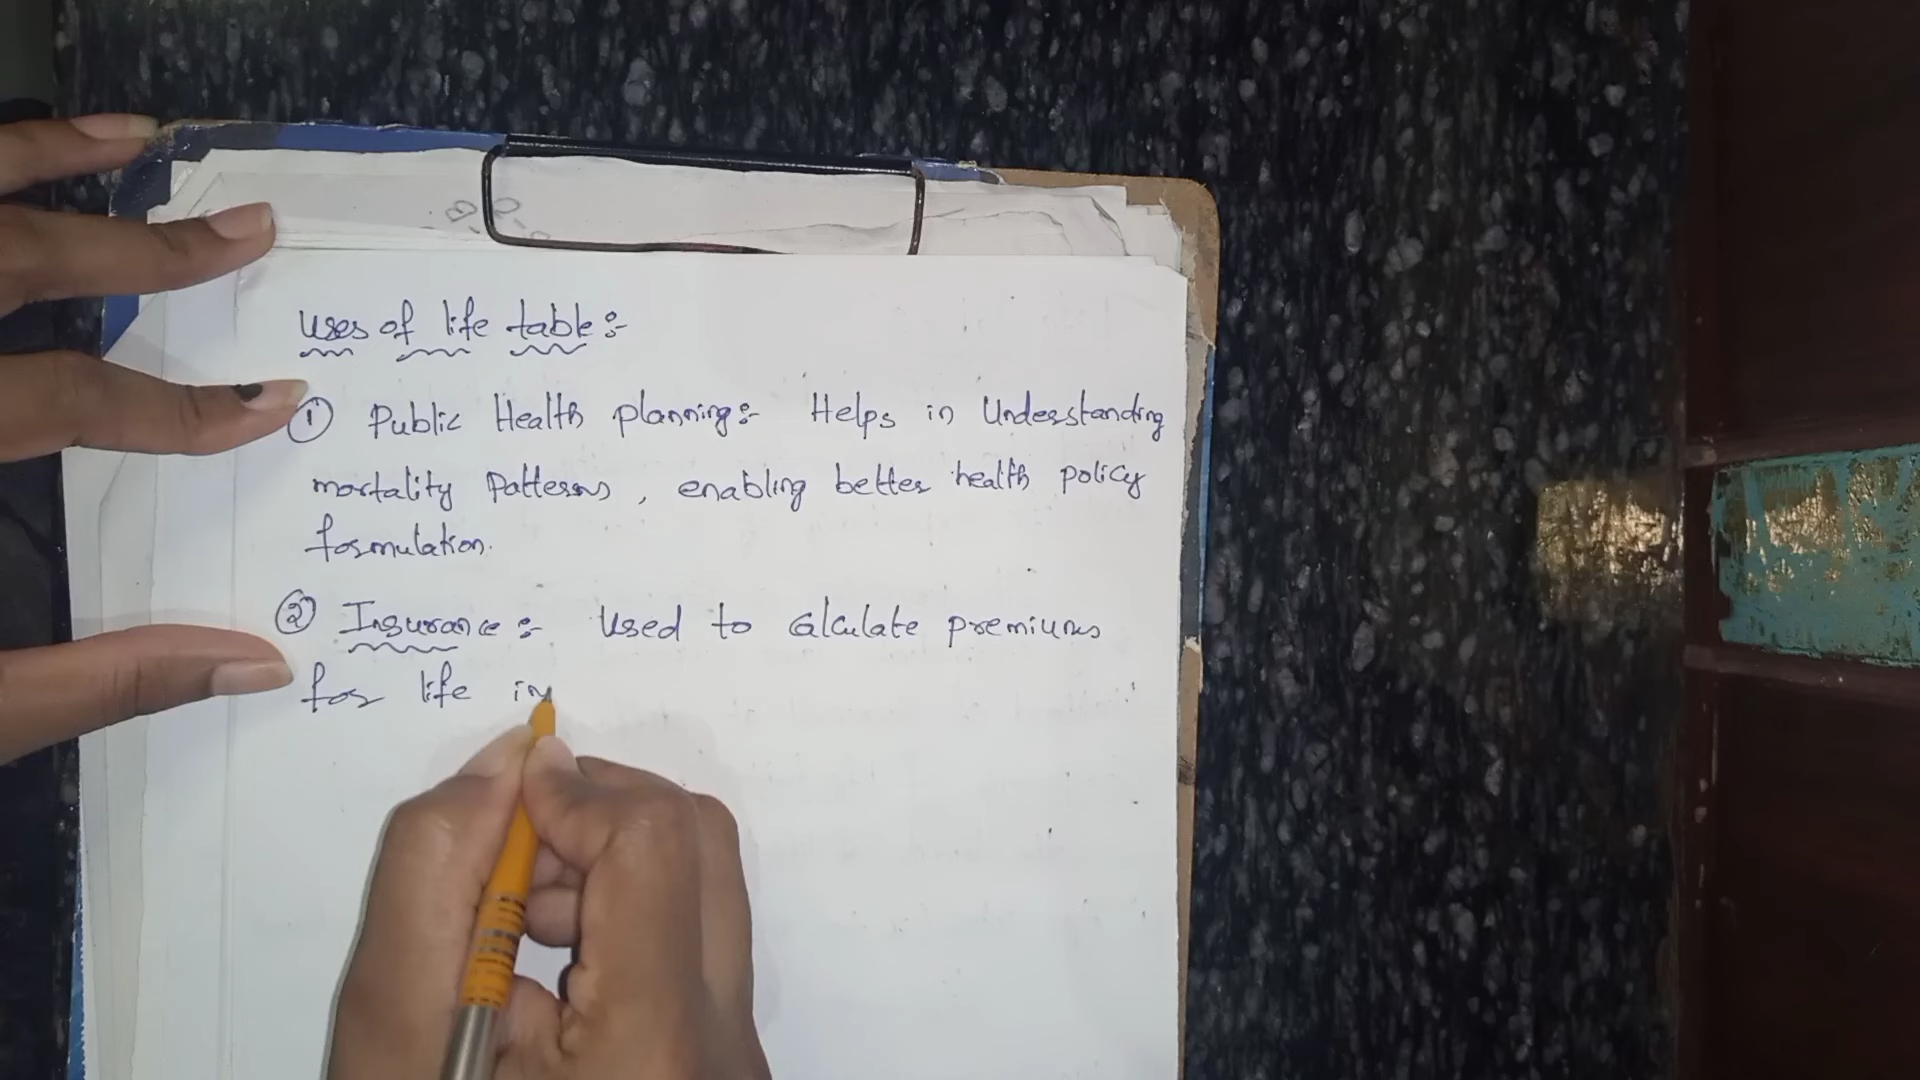 Uses of life table :-
① Public Health planning :- Helps in Understanding
mortality Patterns, enabling better health policy
formulation.
② Insurance :- Used to calculate premiums
for life in